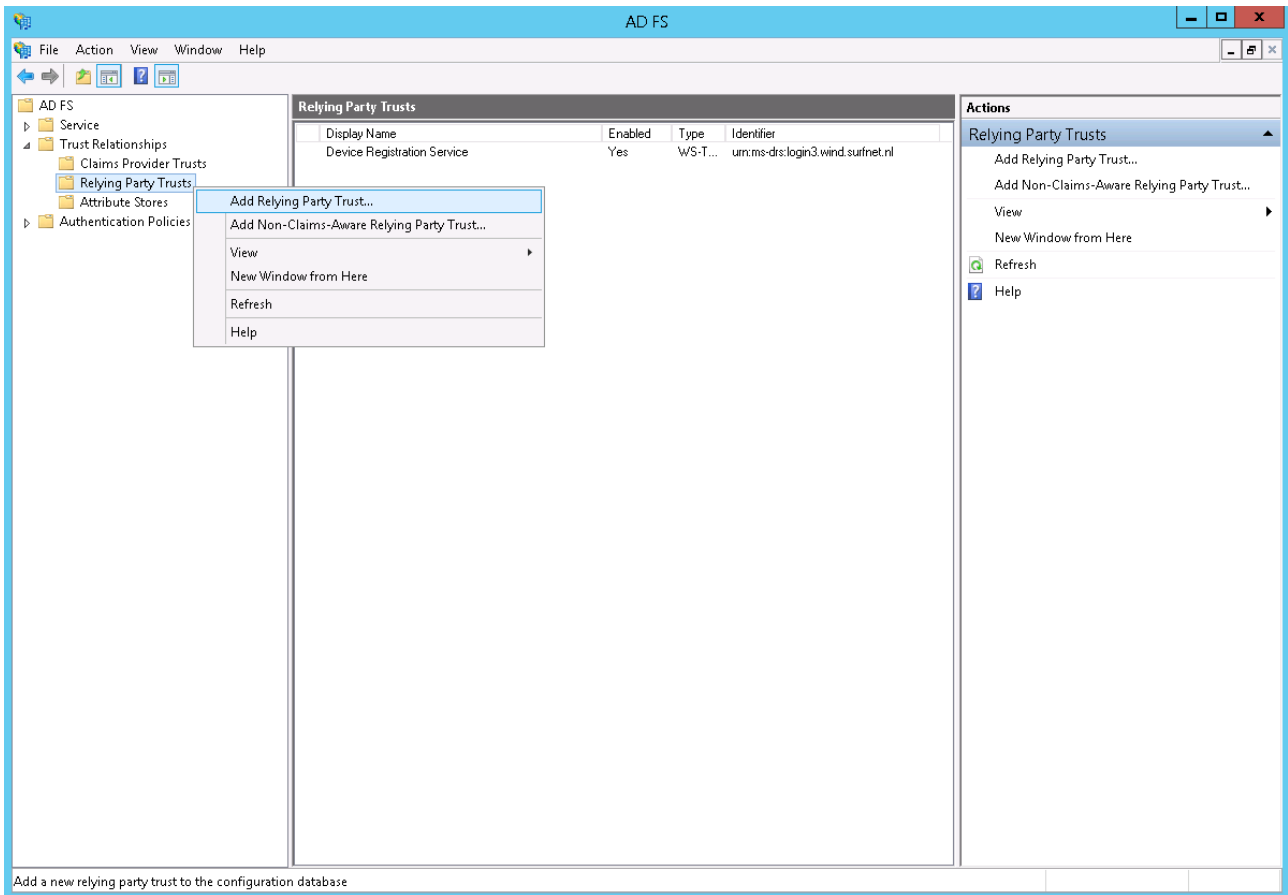 AD FS
File Action View Window Help
AD FS
Service
Trust Relationships
Claims Provider Trusts
Relying Party Trusts
Attribute Stores
Authentication Policies
Relying Party Trusts
Display Name Enabled Type Identifier
Device Registration Service Yes WS-T... urn:ms-drs:login3.wind.surfnet.nl
Add Relying Party Trust...
Add Non-Claims-Aware Relying Party Trust...
View
New Window from Here
Refresh
Help
Actions
Relying Party Trusts
Add Relying Party Trust...
Add Non-Claims-Aware Relying Party Trust...
View
New Window from Here
Refresh
Help
Add a new relying party trust to the configuration database